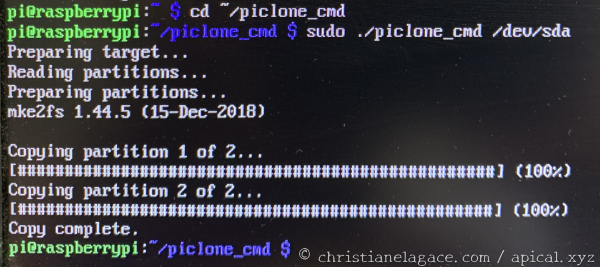 pi@raspberrypi:~ $ cd ~/piclone_cmd
pi@raspberrypi:~/piclone_cmd $ sudo ./piclone_cmd /dev/sda
Preparing target...
Reading partitions...
Preparing partitions...
mke2fs 1.44.5 (15-Dec-2018)
Copying partition 1 of 2...
[##################################################] (100%)
Copying partition 2 of 2...
[##################################################] (100%)
Copy complete.
pi@raspberrypi:~/piclone_cmd $
© christianelagace.com / apical.xyz